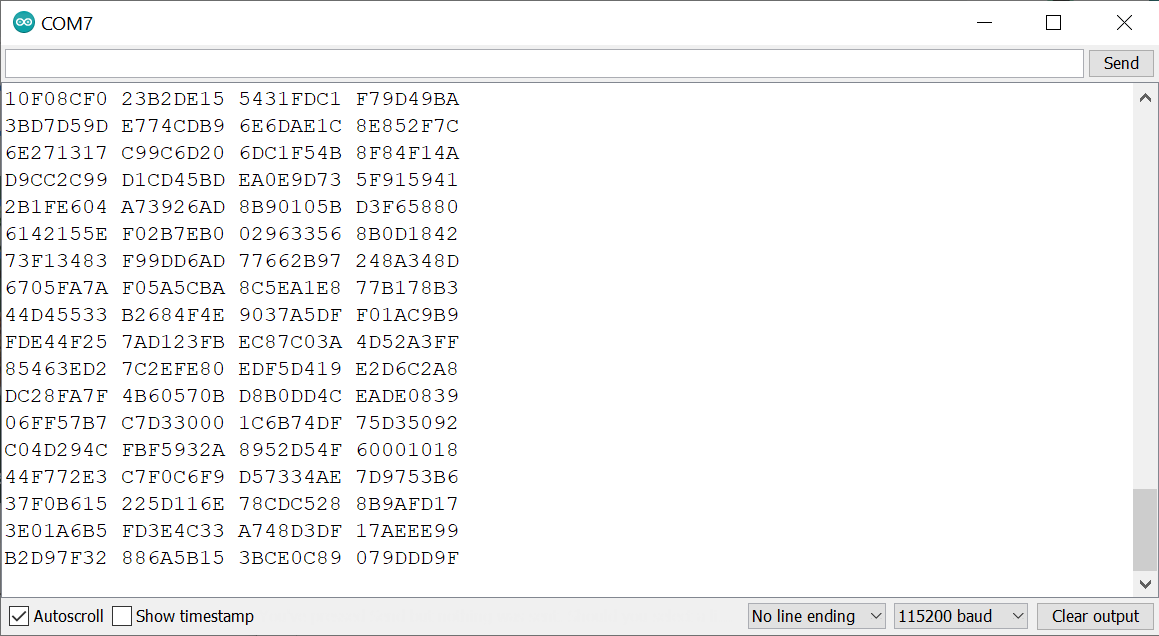 COM7
Send
10F08CF0 23B2DE15 5431FDC1 F79D49BA
3BD7D59D E774CDB9 6E6DAE1C 8E852F7C
6E271317 C99C6D20 6DC1F54B 8F84F14A
D9CC2C99 D1CD45BD EA0E9D73 5F915941
2B1FE604 A73926AD 8B90105B D3F65880
6142155E F02B7EB0 02963356 8B0D1842
73F13483 F99DD6AD 77662B97 248A348D
6705FA7A F05A5CBA 8C5EA1E8 77B178B3
44D45533 B2684F4E 9037A5DF F01AC9B9
FDE44F25 7AD123FB EC87C03A 4D52A3FF
85463ED2 7C2EFE80 EDF5D419 E2D6C2A8
DC28FA7F 4B60570B D8B0DD4C EADE0839
06FF57B7 C7D33000 1C6B74DF 75D35092
C04D294C FBF5932A 8952D54F 60001018
44F772E3 C7F0C6F9 D57334AE 7D9753B6
37F0B615 225D116E 78CDC528 8B9AFD17
3E01A6B5 FD3E4C33 A748D3DF 17AEEE99
B2D97F32 886A5B15 3BCE0C89 079DDD9F
Autoscroll Show timestamp No line ending 115200 baud Clear output